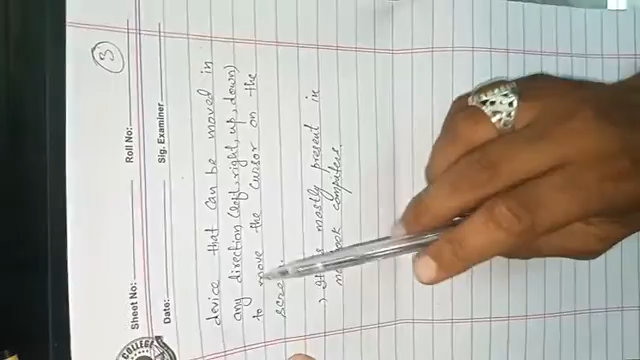 Sheet No: Roll No: 3
Date: Sig. Examiner
device that can be moved in
any direction (left, right, up, down)
to move the cursor on the
mostly present in
computers.